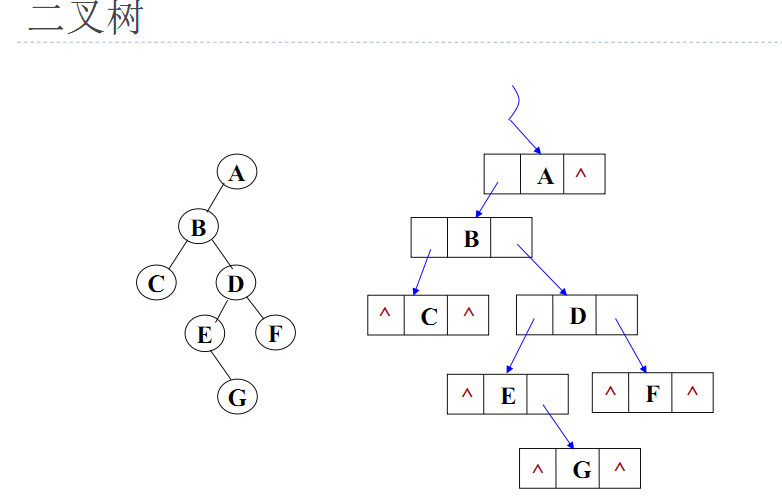 二叉树
A
A ^
B
B
C D
^ C ^ D
E F
^ E ^ F ^
G
^ G ^